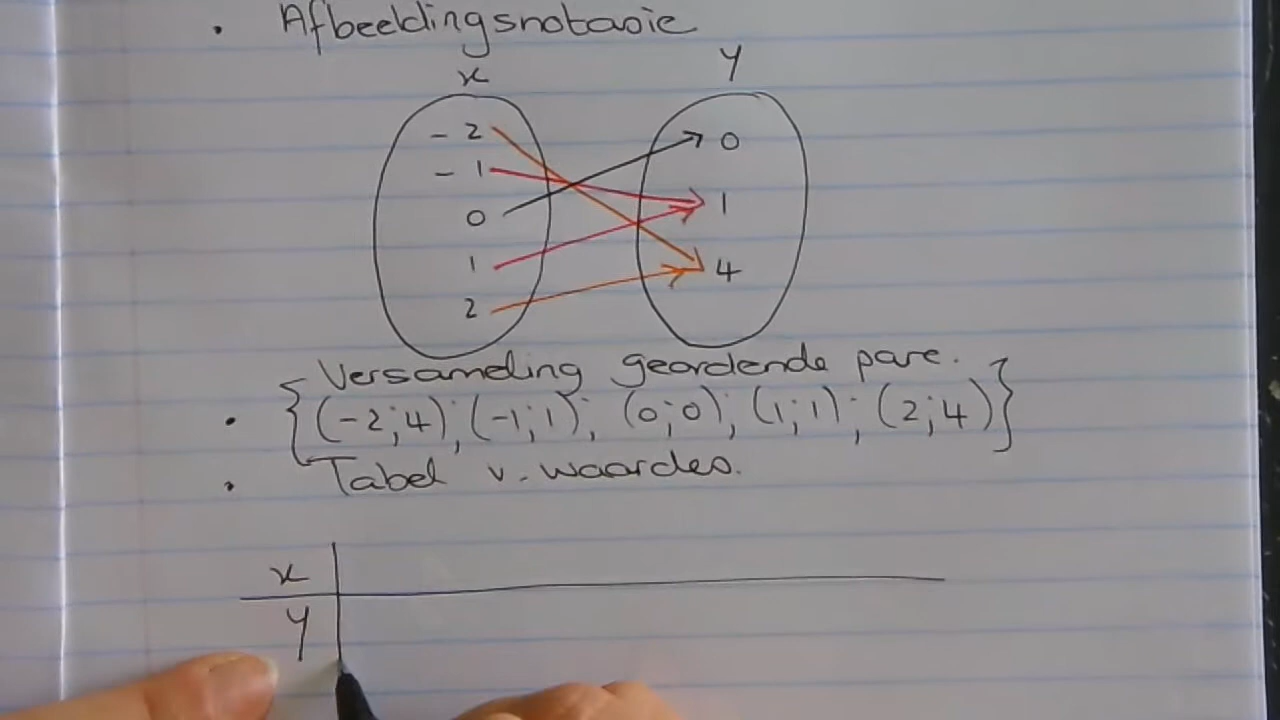 • Afbeeldingsnotasie
x y
-2 0
-1 1
0 4
1
2
Versameling geordende pare.
• {(-2;4);(-1;1);(0;0);(1;1);(2;4)}
• Tabel v. waardes.
x
y